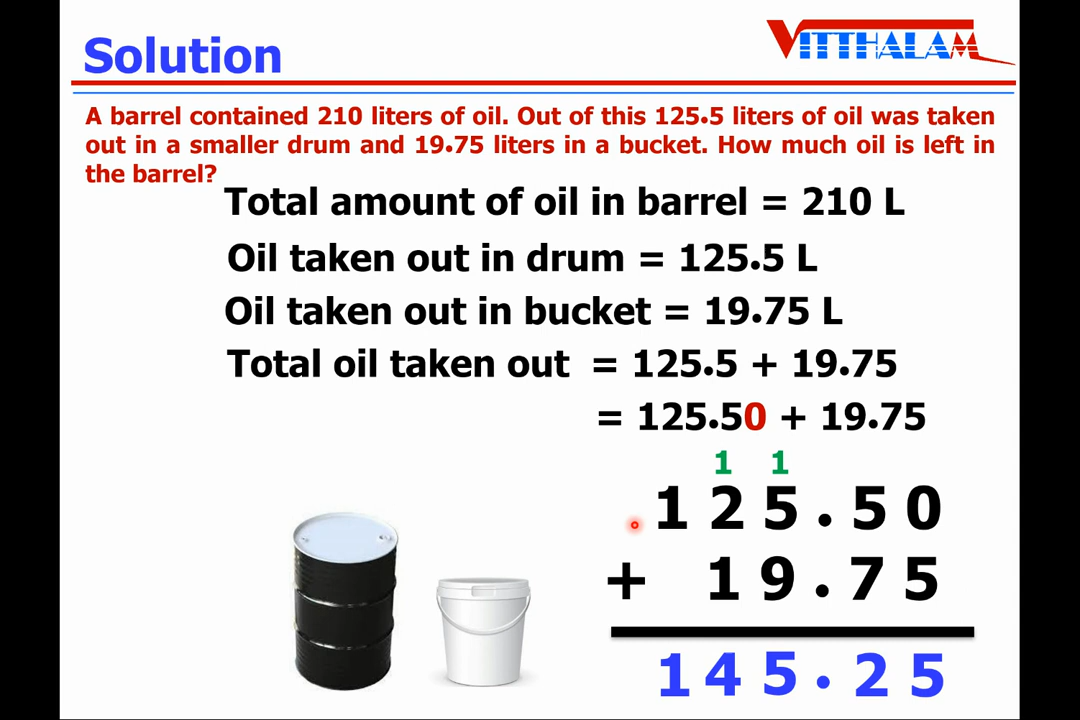 Solution
VITTHALAM
A barrel contained 210 liters of oil. Out of this 125.5 liters of oil was taken
out in a smaller drum and 19.75 liters in a bucket. How much oil is left in
the barrel?
Total amount of oil in barrel = 210 L
Oil taken out in drum = 125.5 L
Oil taken out in bucket = 19.75 L
Total oil taken out = 125.5 + 19.75
= 125.50 + 19.75
1 1
125.50
+ 19.75
145.25